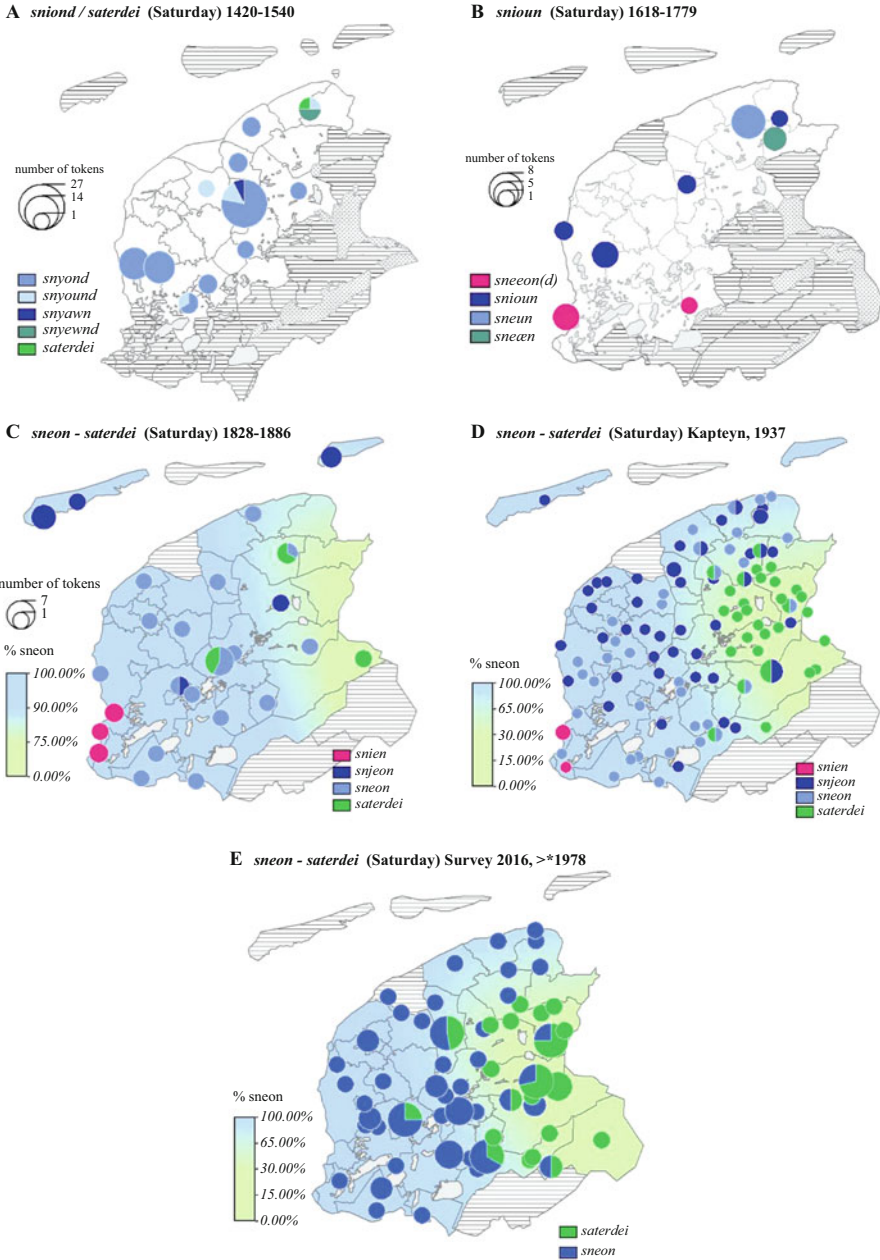 A sniond / saterdei (Saturday) 1420-1540
number of tokens
27
14
1
snyond
snyound
snyawn
snyewnd
saterdei
B snioun (Saturday) 1618-1779
number of tokens
8
5
1
sneeon(d)
snioun
sneun
sneæn
C sneon - saterdei (Saturday) 1828-1886
number of tokens
7
1
% sneon
100.00%
90.00%
75.00%
0.00%
snien
snjeon
sneon
saterdei
D sneon - saterdei (Saturday) Kapteyn, 1937
% sneon
100.00%
65.00%
30.00%
15.00%
0.00%
snien
snjeon
sneon
saterdei
E sneon - saterdei (Saturday) Survey 2016, >*1978
% sneon
100.00%
65.00%
30.00%
15.00%
0.00%
saterdei
sneon